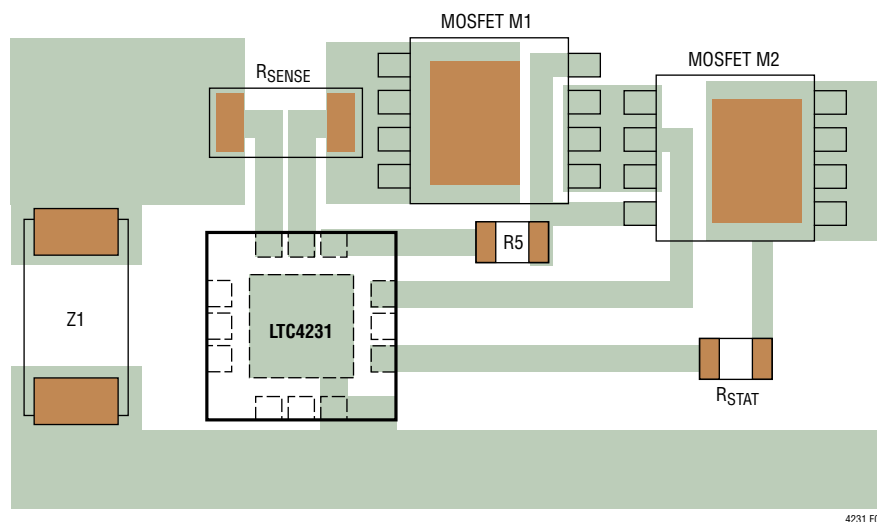 MOSFET M1
MOSFET M2
RSENSE
R5
Z1
LTC4231
RSTAT